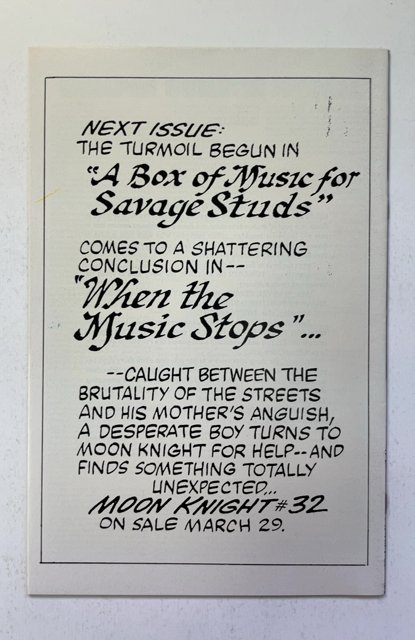 NEXT ISSUE:
THE TURMOIL BEGUN IN
"A Box of Music for
Savage Studs"
COMES TO A SHATTERING
CONCLUSION IN--
"When the
Music Stops"...
--CAUGHT BETWEEN THE
BRUTALITY OF THE STREETS
AND HIS MOTHER'S ANGUISH,
A DESPERATE BOY TURNS TO
MOON KNIGHT FOR HELP--AND
FINDS SOMETHING TOTALLY
UNEXPECTED...
MOON KNIGHT #32
ON SALE MARCH 29.